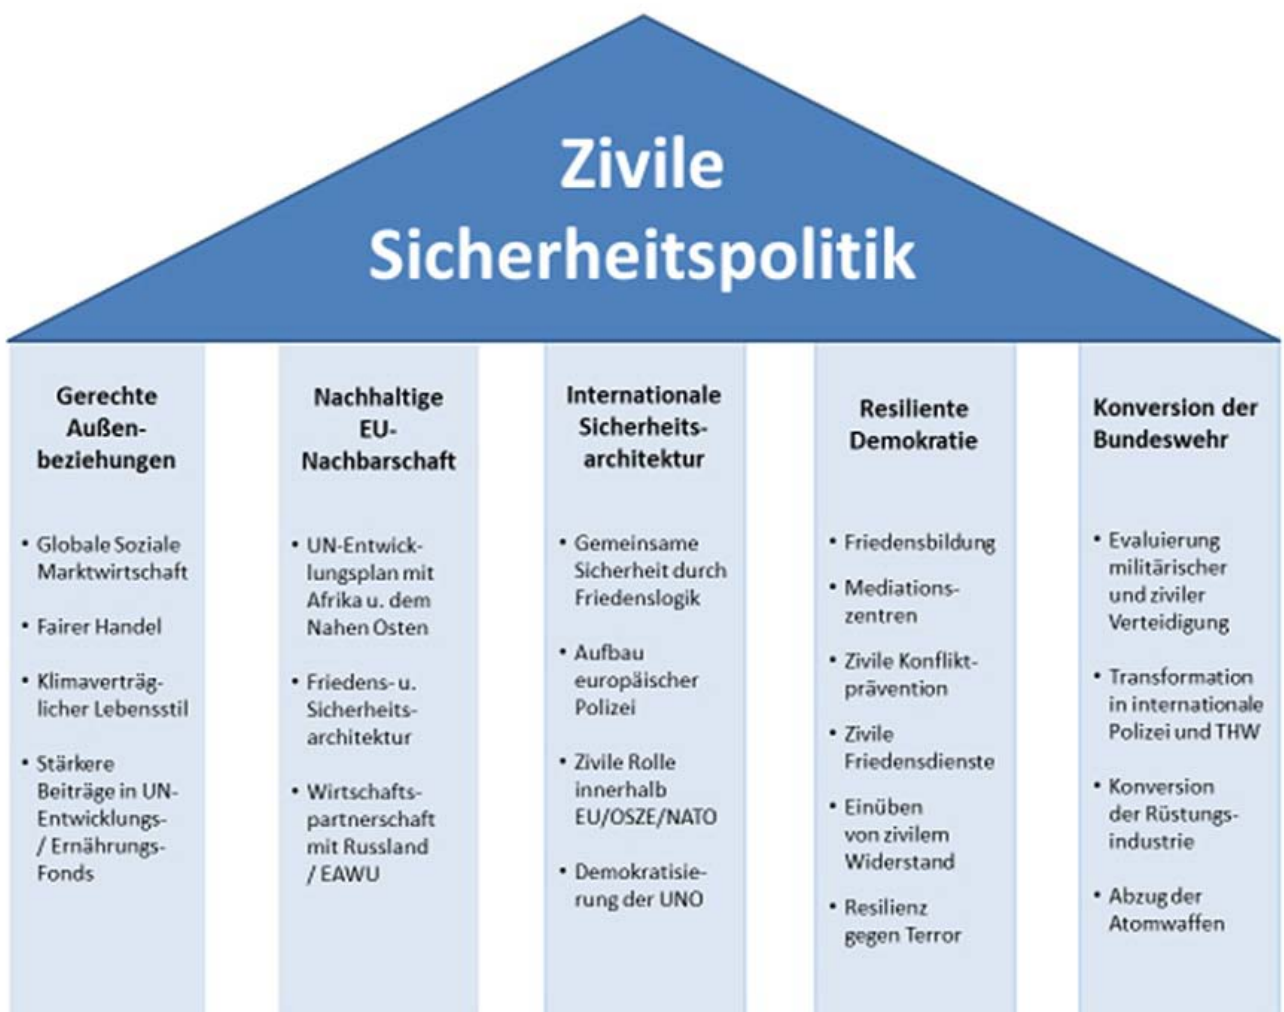 Zivile
Sicherheitspolitik
Gerechte
Außen-
beziehungen
• Globale Soziale
Marktwirtschaft
• Fairer Handel
• Klimaverträg-
licher Lebensstil
• Stärkere
Beiträge in UN-
Entwicklungs-
/ Ernährungs-
Fonds
Nachhaltige
EU-
Nachbarschaft
• UN-Entwick-
lungsplan mit
Afrika u. dem
Nahen Osten
• Friedens- u.
Sicherheits-
architektur
• Wirtschafts-
partnerschaft
mit Russland
/ EAWU
Internationale
Sicherheits-
architektur
• Gemeinsame
Sicherheit durch
Friedenslogik
• Aufbau
europäischer
Polizei
• Zivile Rolle
innerhalb
EU/OSZE/NATO
• Demokratisie-
rung der UNO
Resiliente
Demokratie
• Friedensbildung
• Mediations-
zentren
• Zivile Konflikt-
prävention
• Zivile
Friedensdienste
• Einüben
von zivilem
Widerstand
• Resilienz
gegen Terror
Konversion der
Bundeswehr
• Evaluierung
militärischer
und ziviler
Verteidigung
• Transformation
in internationale
Polizei und THW
• Konversion
der Rüstungs-
industrie
• Abzug der
Atomwaffen